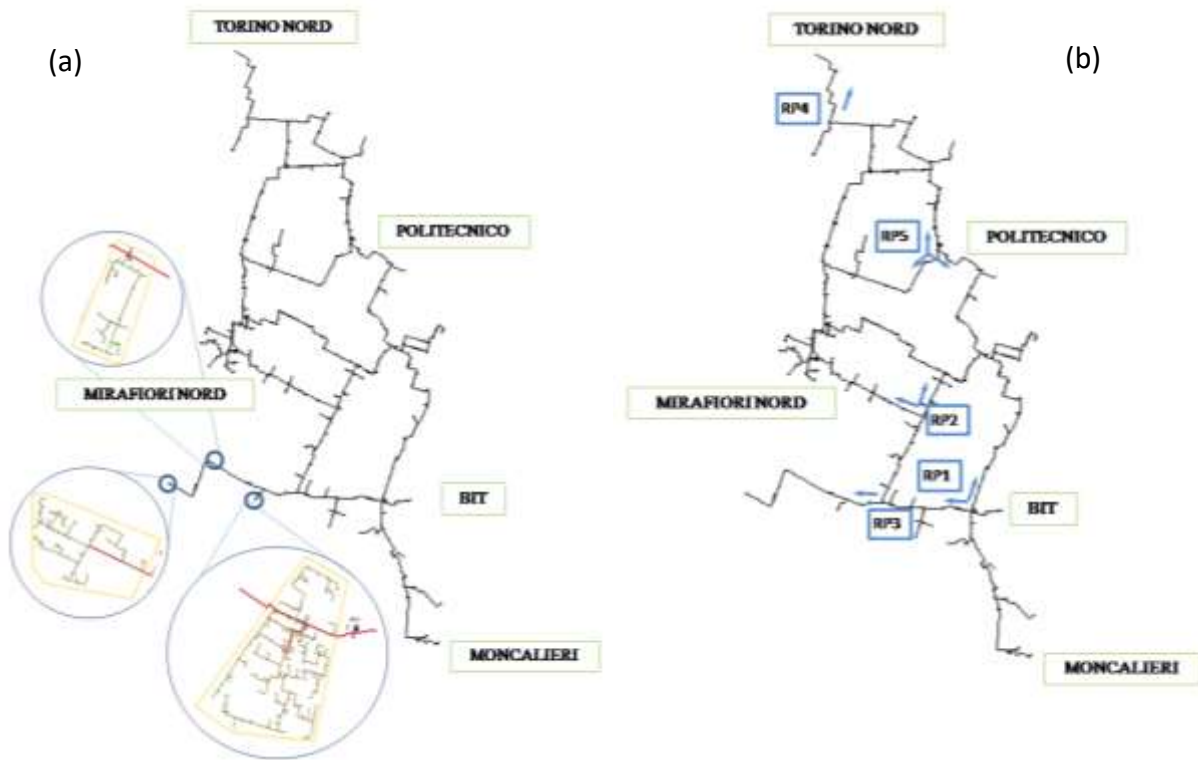 TORINO NORD
(a)
POLITECNICO
MIRAFIORI NORD
BIT
MONCALIERI
TORINO NORD
(b)
RP4
RP5
POLITECNICO
MIRAFIORI NORD
RP2
RP1
BIT
RP3
MONCALIERI